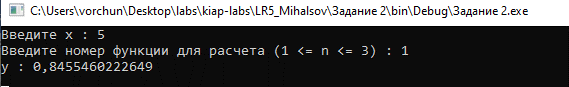 C:\Users\vorchun\Desktop\labs\kiap-labs\LR5_Mihalsov\Задание 2\bin\Debug\Задание 2.exe
Введите x : 5
Введите номер функции для расчета (1 <= n <= 3) : 1
y : 0,8455460222649